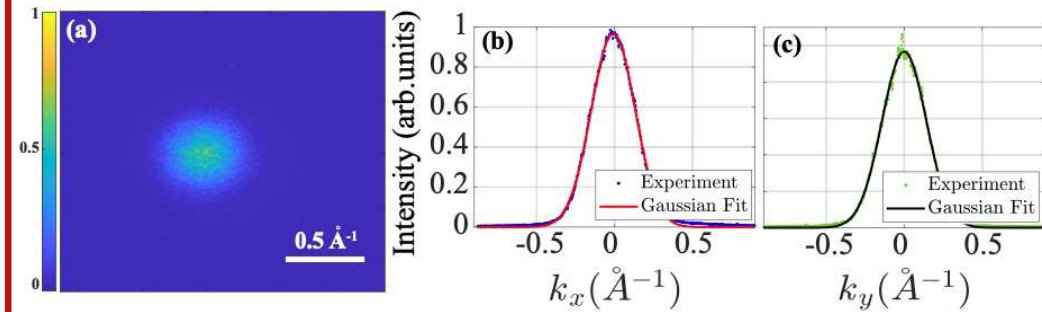 1
0.5
0
(a)
0.5 Å⁻¹
Intensity (arb.units)
1
0.8
0.6
0.4
0.2
0
(b)
Experiment
Gaussian Fit
-0.5 0 0.5
k_x(Å⁻¹)
(c)
Experiment
Gaussian Fit
-0.5 0 0.5
k_y(Å⁻¹)